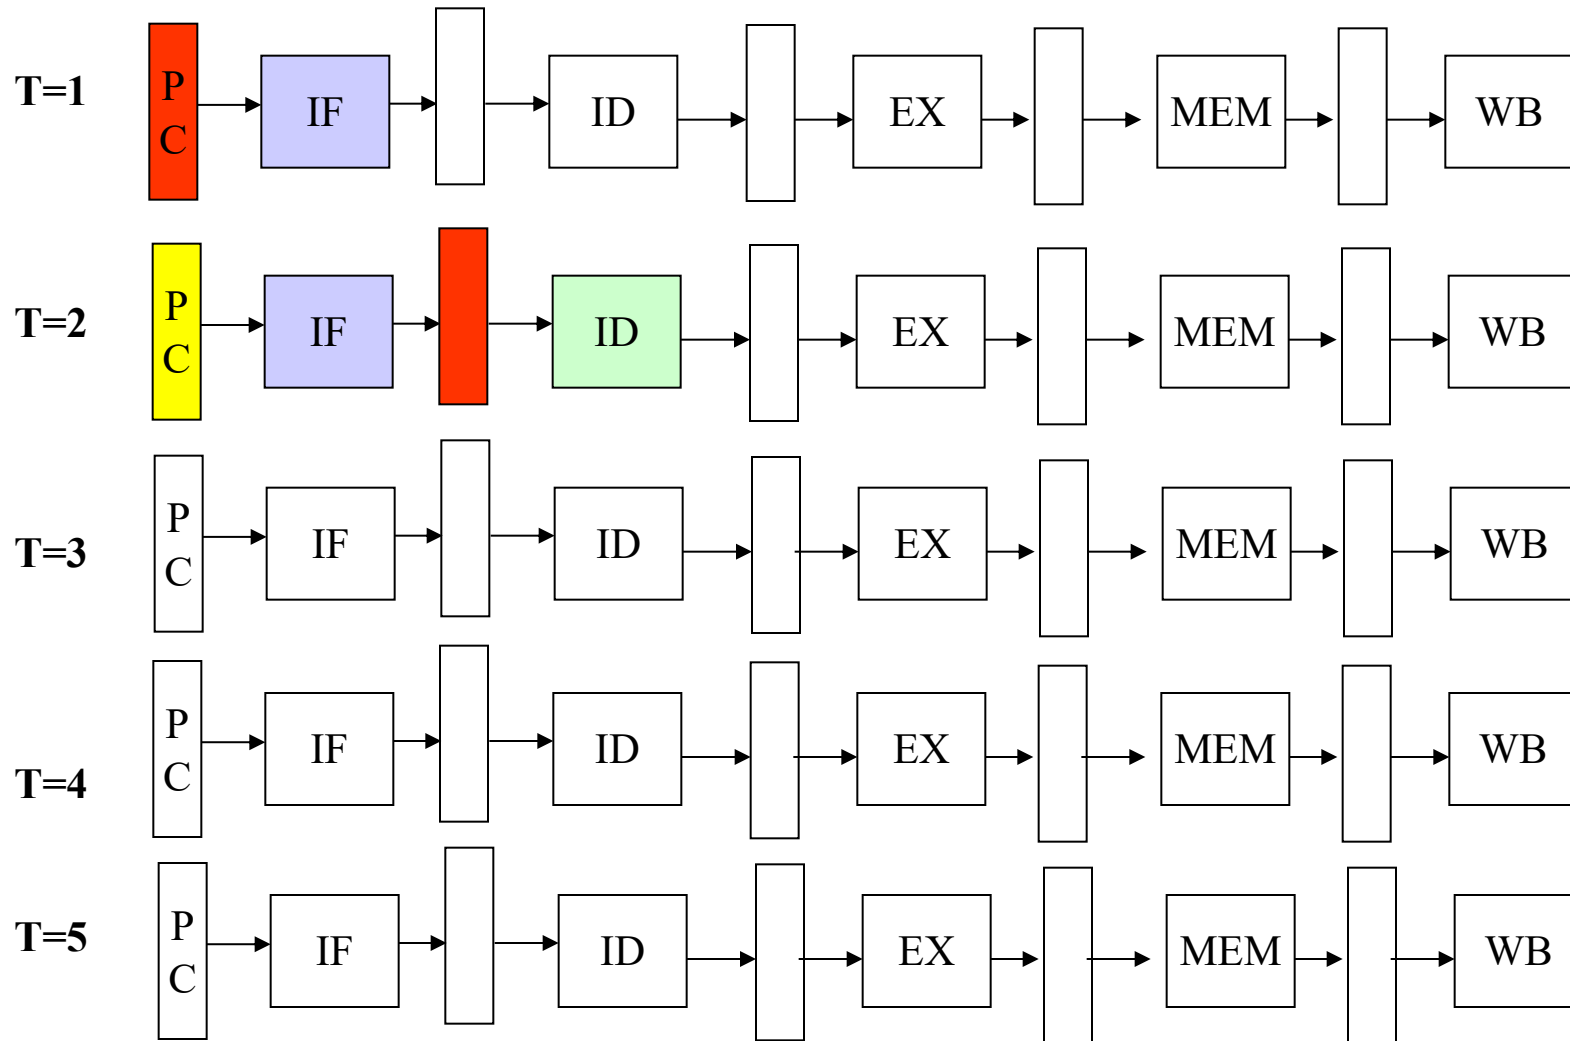 T=1 P C IF ID EX MEM WB
T=2 P C IF ID EX MEM WB
T=3 P C IF ID EX MEM WB
T=4 P C IF ID EX MEM WB
T=5 P C IF ID EX MEM WB